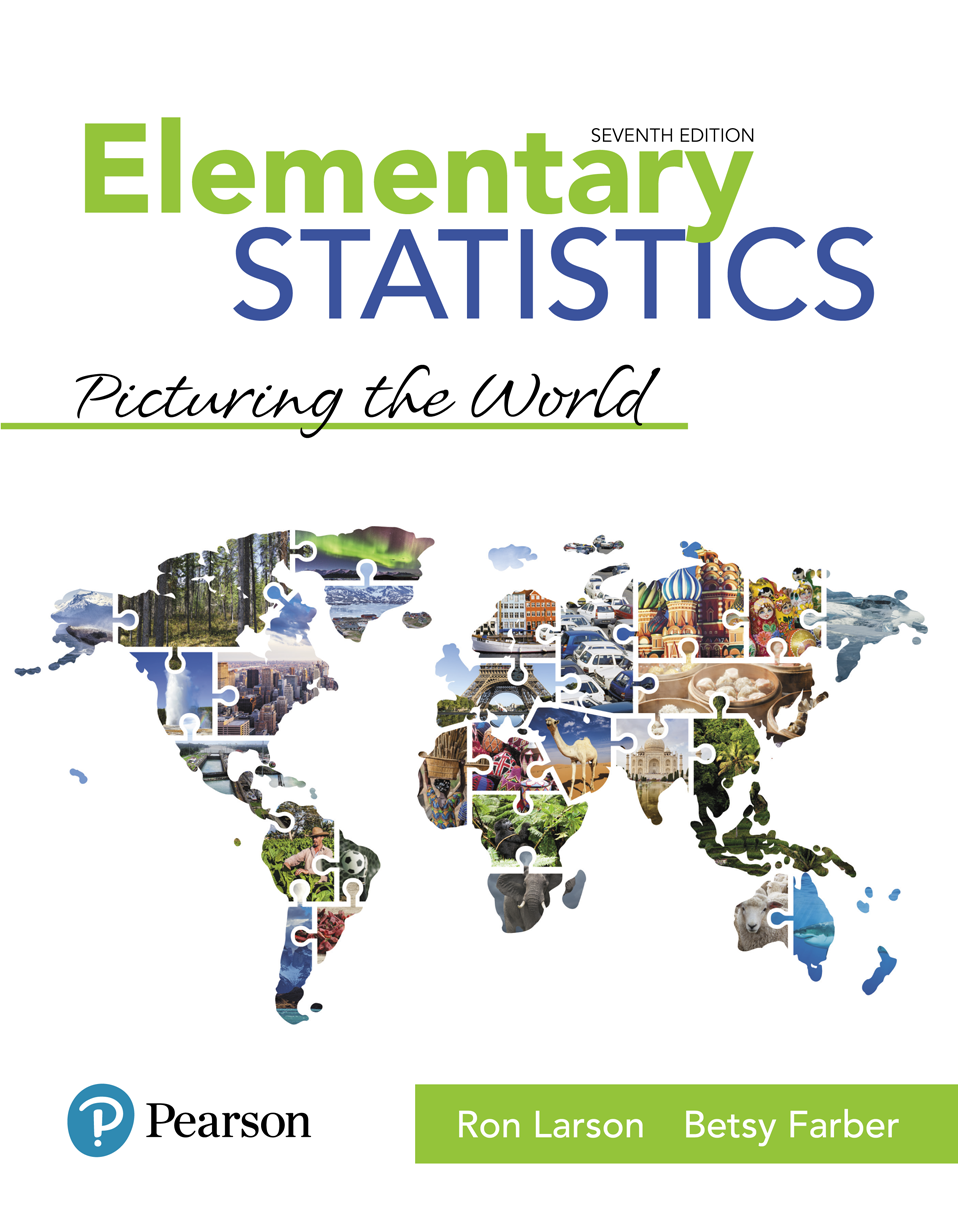 SEVENTH EDITION
Elementary
STATISTICS
Picturing the World
Pearson
Ron Larson Betsy Farber